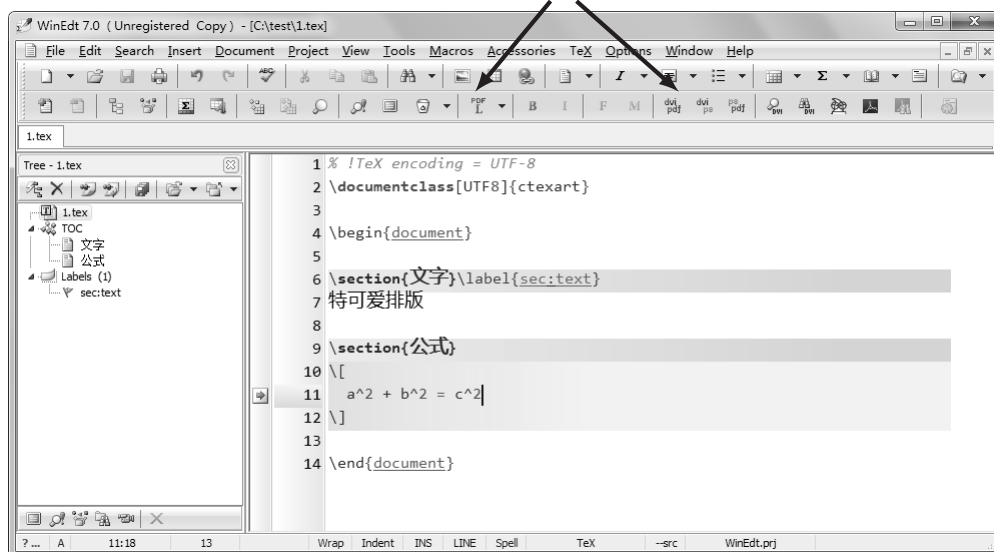 WinEdt 7.0 (Unregistered Copy) - [C:\test\1.tex]
File Edit Search Insert Document Project View Tools Macros Accessories TeX Options Window Help
ABC
PDF L B I F M dvi pdf dvi ps ps pdf DVI DVI
1.tex
Tree - 1.tex
1.tex
TOC
文字
公式
Labels (1)
sec:text
1 % !TeX encoding = UTF-8
2 \documentclass[UTF8]{ctexart}
3
4 \begin{document}
5
6 \section{文字}\label{sec:text}
7 特可爱排版
8
9 \section{公式}
10 \[
11 a^2 + b^2 = c^2
12 \]
13
14 \end{document}
?... A 11:18 13 Wrap Indent INS LINE Spell TeX --src WinEdt.prj